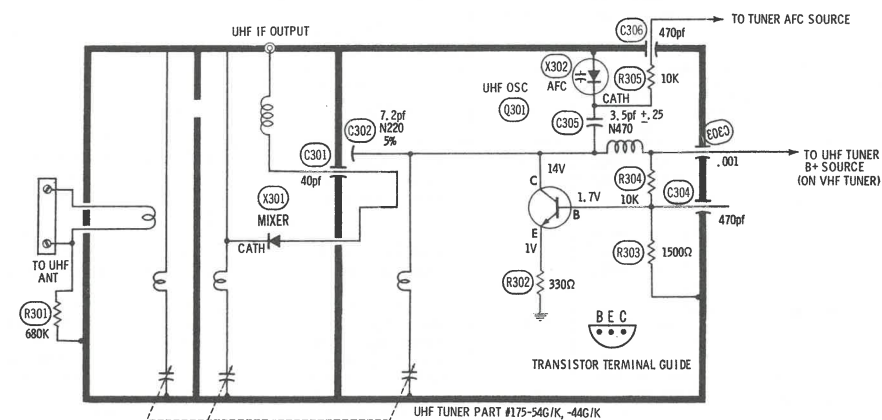 TO TUNER AFC SOURCE
C306
470pf
UHF IF OUTPUT
X302
AFC
R305
10K
UHF OSC
Q301
CATH
7.2pf
N220
5%
C302
C305
3.5pf ±.25
N470
C303
.001
TO UHF TUNER
B+ SOURCE
(ON VHF TUNER)
C301
40pf
14V
R304
10K
C304
470pf
X301
MIXER
CATH
C
1.7V
B
E
1V
TO UHF
ANT
R303
1500Ω
R302
330Ω
R301
680K
B E C
TRANSISTOR TERMINAL GUIDE
UHF TUNER PART #175-54G/K, -44G/K